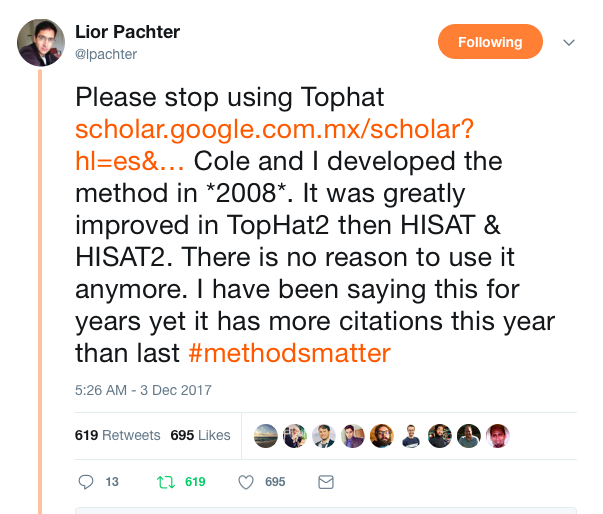 Lior Pachter
@lpachter
Following
Please stop using Tophat
scholar.google.com.mx/scholar?
hl=es&… Cole and I developed the
method in *2008*. It was greatly
improved in TopHat2 then HISAT &
HISAT2. There is no reason to use it
anymore. I have been saying this for
years yet it has more citations this year
than last #methodsmatter
5:26 AM - 3 Dec 2017
619 Retweets 695 Likes
13 619 695